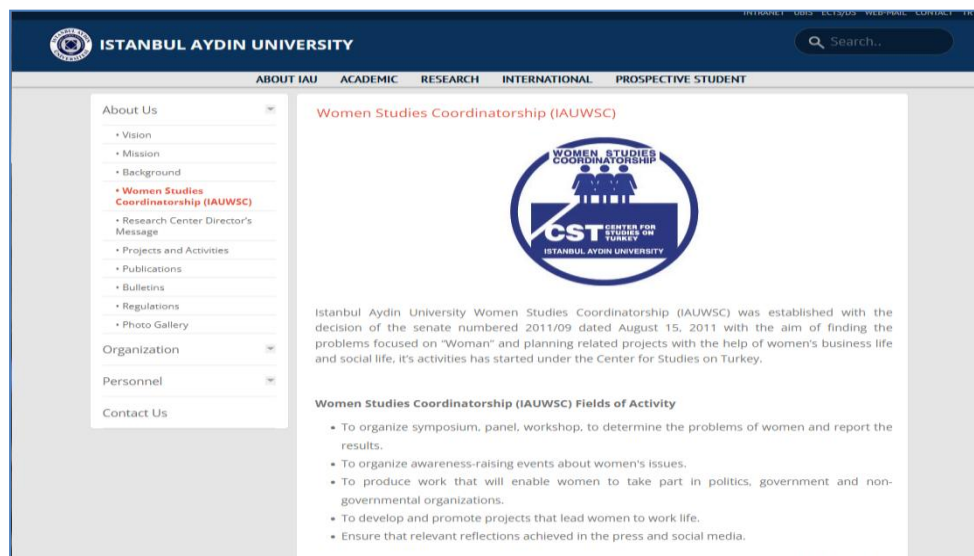 INTRANET UBIS ECTS/DS WEB-MAIL CONTACT
ISTANBUL AYDIN UNIVERSITY
Search..
ABOUT IAU ACADEMIC RESEARCH INTERNATIONAL PROSPECTIVE STUDENT
About Us
• Vision
• Mission
• Background
• Women Studies
Coordinatorship (IAUWSC)
• Research Center Director's
Message
• Projects and Activities
• Publications
• Bulletins
• Regulations
• Photo Gallery
Organization
Personnel
Contact Us
Women Studies Coordinatorship (IAUWSC)
WOMEN STUDIES
COORDINATORSHIP
CST CENTER FOR
STUDIES ON
TURKEY
ISTANBUL AYDIN UNIVERSITY
Istanbul Aydin University Women Studies Coordinatorship (IAUWSC) was established with the
decision of the senate numbered 2011/09 dated August 15, 2011 with the aim of finding the
problems focused on “Woman” and planning related projects with the help of women’s business life
and social life, it’s activities has started under the Center for Studies on Turkey.
Women Studies Coordinatorship (IAUWSC) Fields of Activity
• To organize symposium, panel, workshop, to determine the problems of women and report the
results.
• To organize awareness-raising events about women's issues.
• To produce work that will enable women to take part in politics, government and non-
governmental organizations.
• To develop and promote projects that lead women to work life.
• Ensure that relevant reflections achieved in the press and social media.